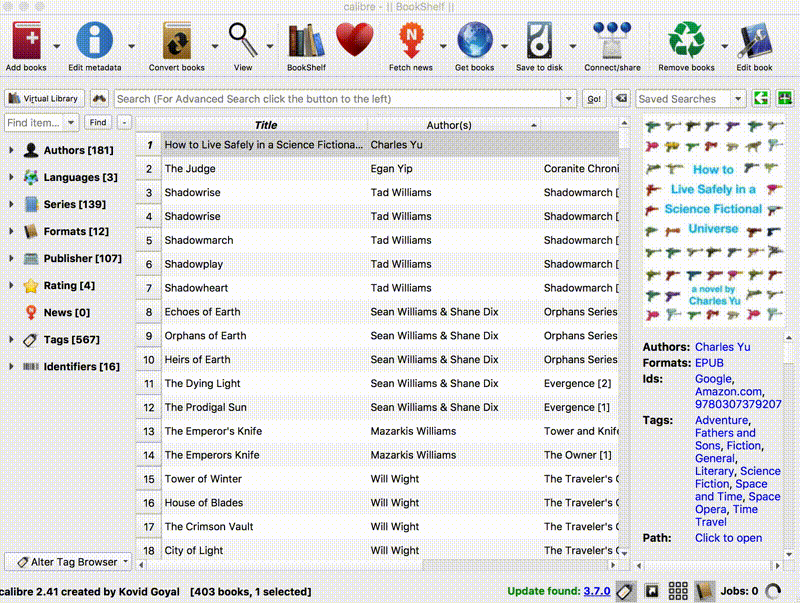 calibre - || BookShelf ||
Add books Edit metadata Convert books View BookShelf Fetch news Get books Save to disk Connect/share Remove books Edit book
Virtual Library Search (For Advanced Search click the button to the left) Go! Saved Searches
Find item... Find -
Authors [181]
Languages [3]
Series [139]
Formats [12]
Publisher [107]
Rating [4]
News [0]
Tags [567]
Identifiers [16]
Alter Tag Browser
Title Author(s)
1 How to Live Safely in a Science Fictiona... Charles Yu
2 The Judge Egan Yip Coranite Chroni
3 Shadowrise Tad Williams Shadowmarch [
4 Shadowrise Tad Williams Shadowmarch [
5 Shadowmarch Tad Williams Shadowmarch [
6 Shadowplay Tad Williams Shadowmarch [
7 Shadowheart Tad Williams Shadowmarch [
8 Echoes of Earth Sean Williams & Shane Dix Orphans Series
9 Orphans of Earth Sean Williams & Shane Dix Orphans Series
10 Heirs of Earth Sean Williams & Shane Dix Orphans Series
11 The Dying Light Sean Williams & Shane Dix Evergence [2]
12 The Prodigal Sun Sean Williams & Shane Dix Evergence [1]
13 The Emperor's Knife Mazarkis Williams Tower and Knife
14 The Emperors Knife Mazarkis Williams The Owner [1]
15 Tower of Winter Will Wight The Traveler's G
16 House of Blades Will Wight The Traveler's G
17 The Crimson Vault Will Wight The Traveler's G
18 City of Light Will Wight The Traveler's G
How to
Live Safely in a
Science Fictional
Universe
a novel by
Charles Yu
Authors: Charles Yu
Formats: EPUB
Ids: Google,
Amazon.com,
9780307379207
Tags: Adventure,
Fathers and
Sons, Fiction,
General,
Literary, Science
Fiction, Space
and Time, Space
Opera, Time
Travel
Path: Click to open
calibre 2.41 created by Kovid Goyal [403 books, 1 selected] Update found: 3.7.0 Jobs: 0